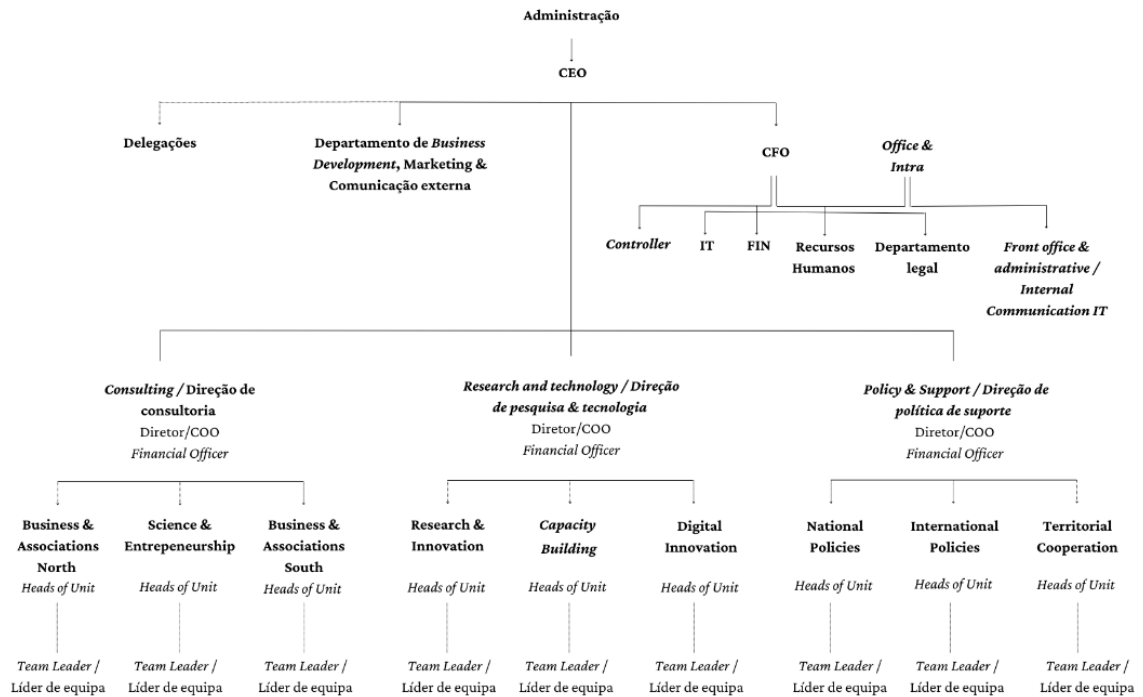 Administração
CEO
Delegações
Departamento de Business
Development, Marketing &
Comunicação externa
CFO
Office &
Intra
Controller
IT
FIN
Recursos
Humanos
Departamento
legal
Front office &
administrative /
Internal
Communication IT
Consulting / Direção de
consultoria
Diretor/COO
Financial Officer
Research and technology / Direção
de pesquisa & tecnologia
Diretor/COO
Financial Officer
Policy & Support / Direção de
política de suporte
Diretor/COO
Financial Officer
Business &
Associations
North
Heads of Unit
Science &
Entrepeneurship
Heads of Unit
Business &
Associations
South
Heads of Unit
Research &
Innovation
Heads of Unit
Capacity
Building
Heads of Unit
Digital
Innovation
Heads of Unit
National
Policies
Heads of Unit
International
Policies
Heads of Unit
Territorial
Cooperation
Heads of Unit
Team Leader /
Líder de equipa
Team Leader /
Líder de equipa
Team Leader /
Líder de equipa
Team Leader /
Líder de equipa
Team Leader /
Líder de equipa
Team Leader /
Líder de equipa
Team Leader /
Líder de equipa
Team Leader /
Líder de equipa
Team Leader /
Líder de equipa